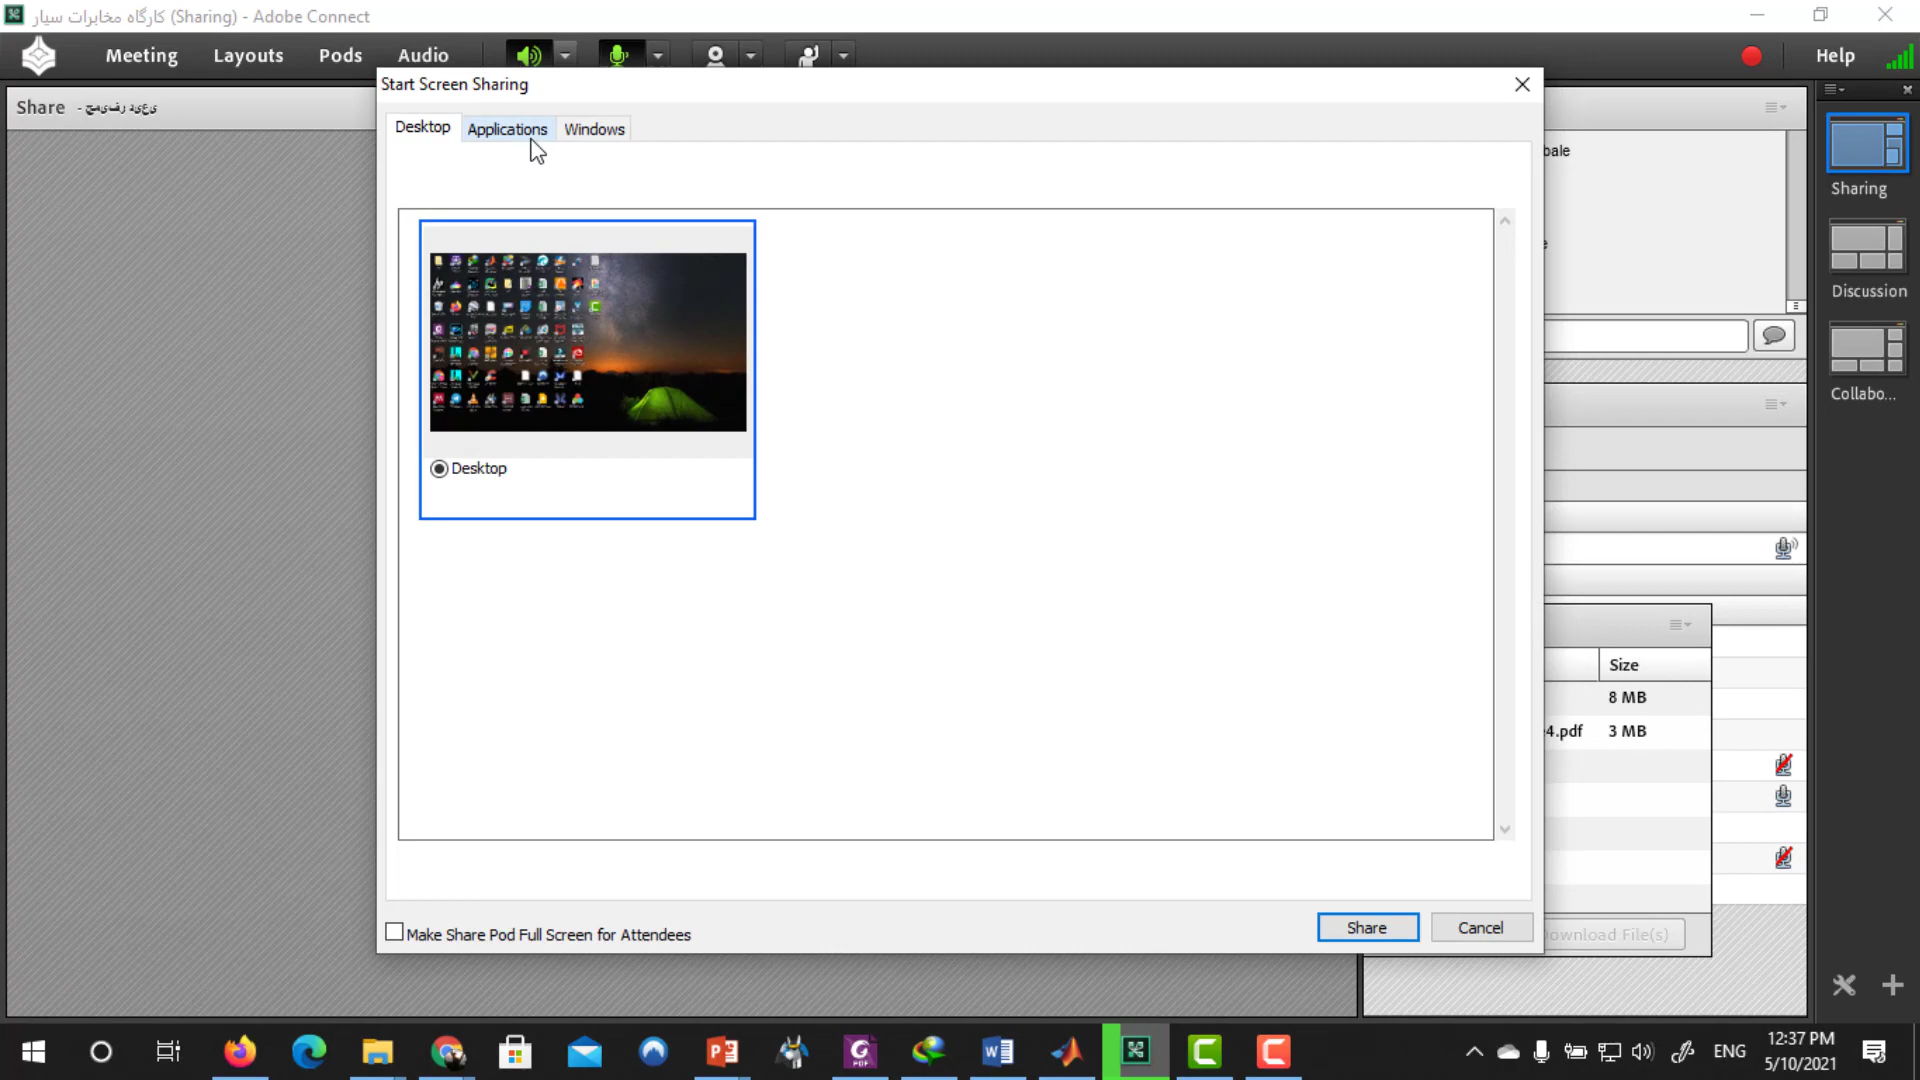 کارگاه مخابرات سیار (Sharing) - Adobe Connect
Meeting Layouts Pods Audio Help
Share -
Start Screen Sharing
Desktop Applications Windows
bale
Sharing
Discussion
Collabo...
Desktop
Size
8 MB
4.pdf 3 MB
Make Share Pod Full Screen for Attendees
Share Cancel
ownload File(s)
ENG
12:37 PM
5/10/2021